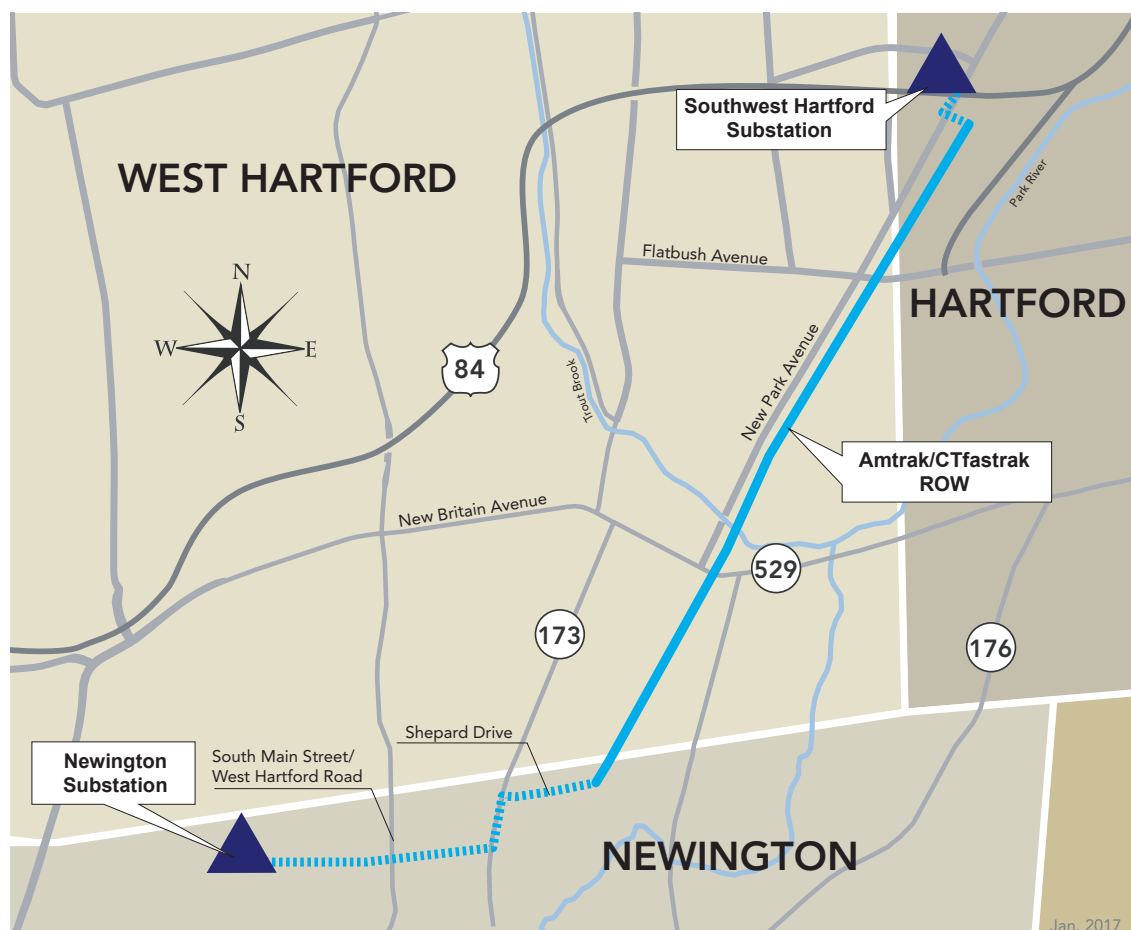 Southwest Hartford
Substation
WEST HARTFORD
Park River
Flatbush Avenue
N
W
E
S
HARTFORD
84
Trout Brook
New Park Avenue
Amtrak/CTfastrak
ROW
New Britain Avenue
529
173
176
Shepard Drive
Newington
Substation
South Main Street/
West Hartford Road
NEWINGTON
Jan. 2017